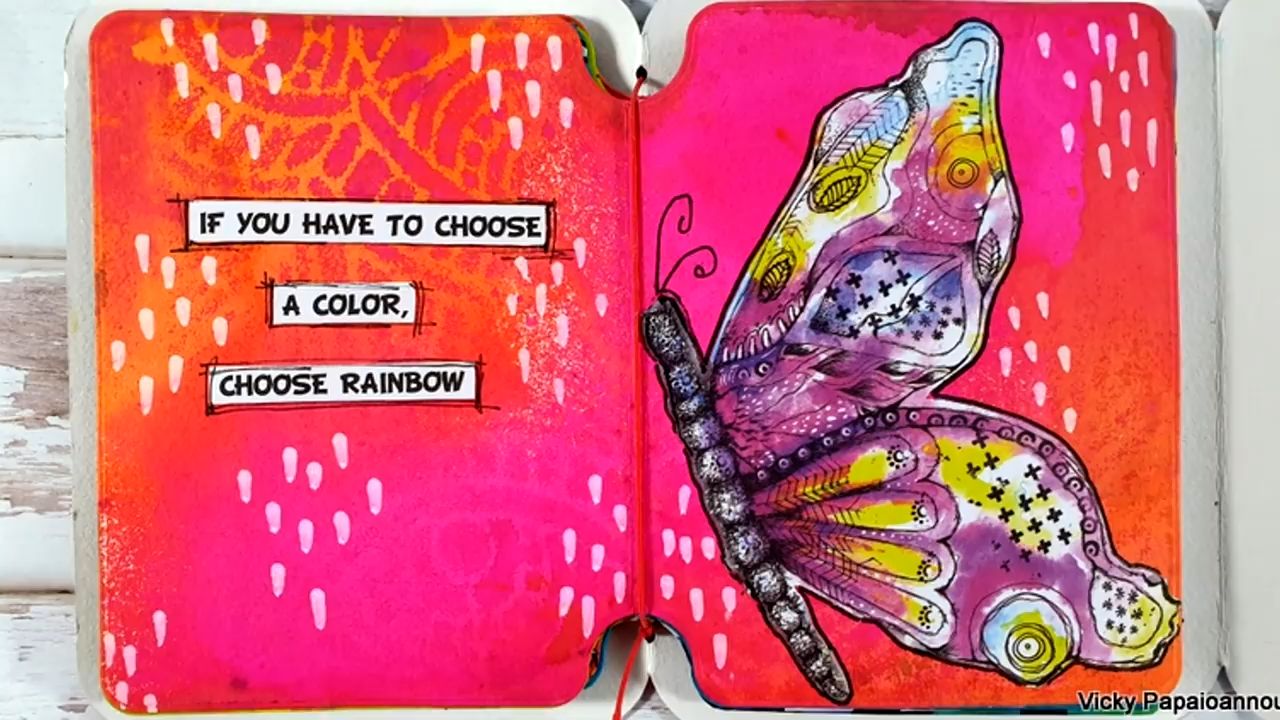 IF YOU HAVE TO CHOOSE
A COLOR,
CHOOSE RAINBOW
Vicky Papaioannou